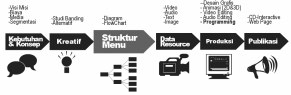 -Visi Misi
-Biaya
-Media
-Segmentasi
Kebutuhan
& Konsep
-Studi Banding
-Alternatif
Kreatif
-Diagram
-FlowChart
Struktur
Menu
-Video
-Audio
-Text
-Image
Data
Resource
-Desain Grafis
-Animasi (2D&3D)
-Video Editing
-Audio Editing
-Programming
Produksi
-CD-Interactive
-Web Page
Publikasi